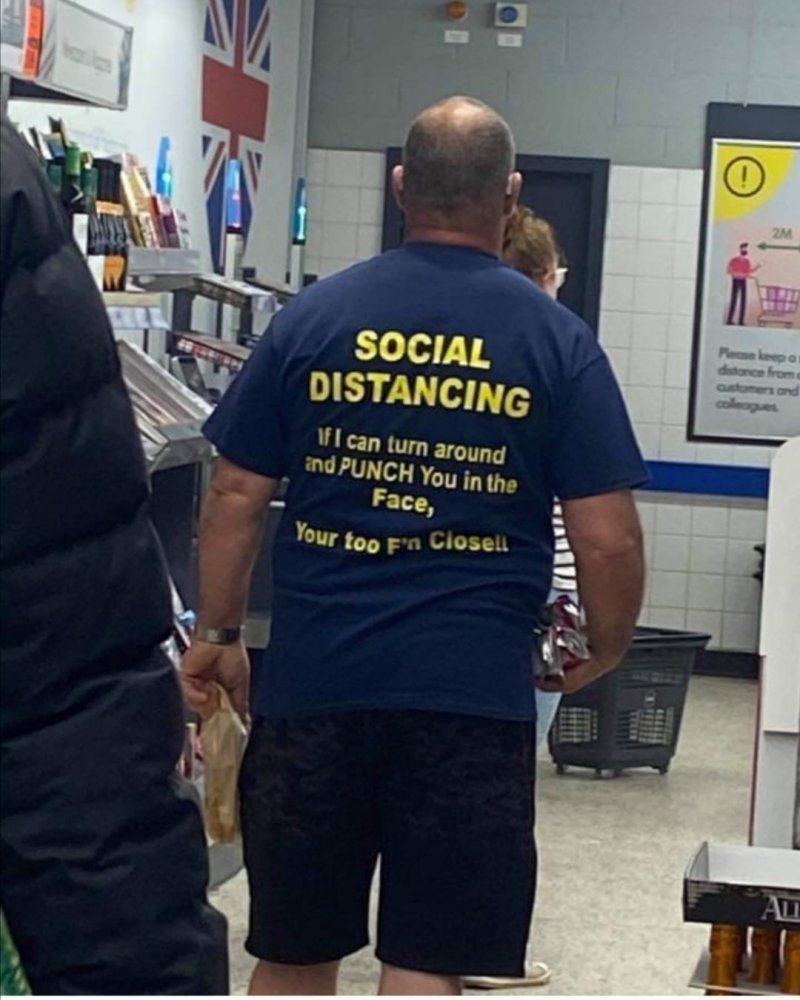 SOCIAL
DISTANCING
If I can turn around
and PUNCH You in the
Face,
Your too F'n Close!!
2M
Please keep a
distance from
customers and
colleagues.